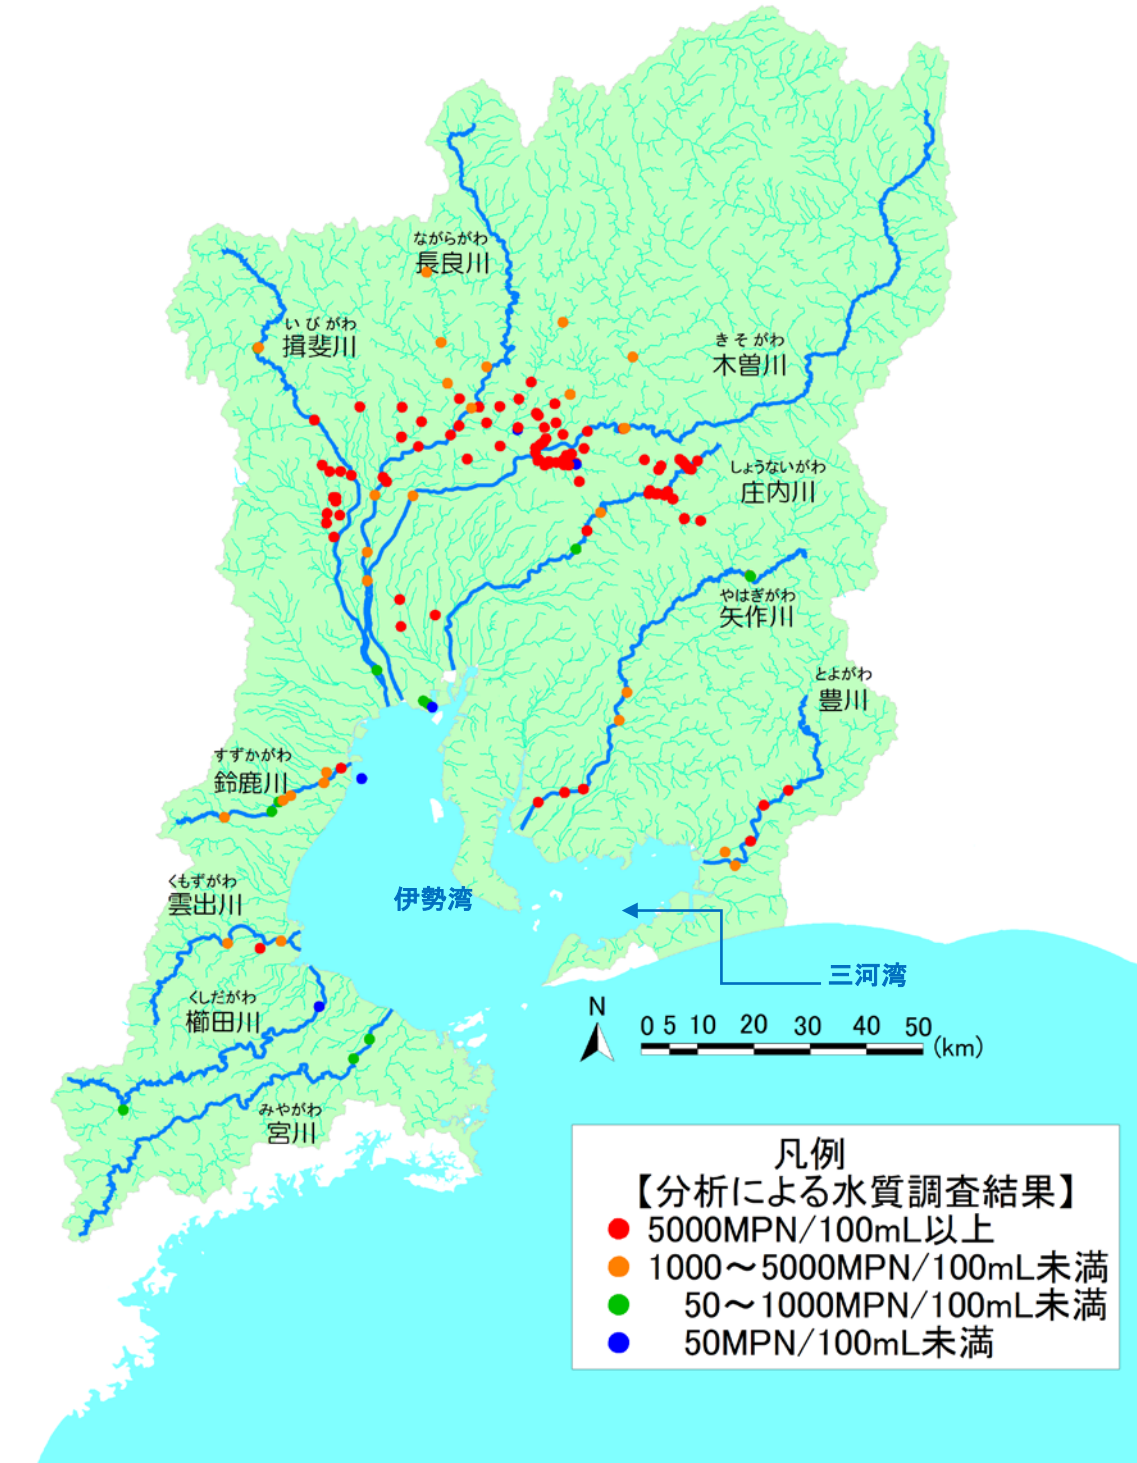 ながらがわ
長良川
いびがわ
揖斐川
きそがわ
木曽川
しょうないがわ
庄内川
やはぎがわ
矢作川
とよがわ
豊川
すずかがわ
鈴鹿川
くもずがわ
雲出川
伊勢湾
三河湾
くしだがわ
櫛田川
みやがわ
宮川
N
0 5 10 20 30 40 50
(km)
凡例
【分析による水質調査結果】
5000MPN/100mL以上
1000～5000MPN/100mL未満
50～1000MPN/100mL未満
50MPN/100mL未満